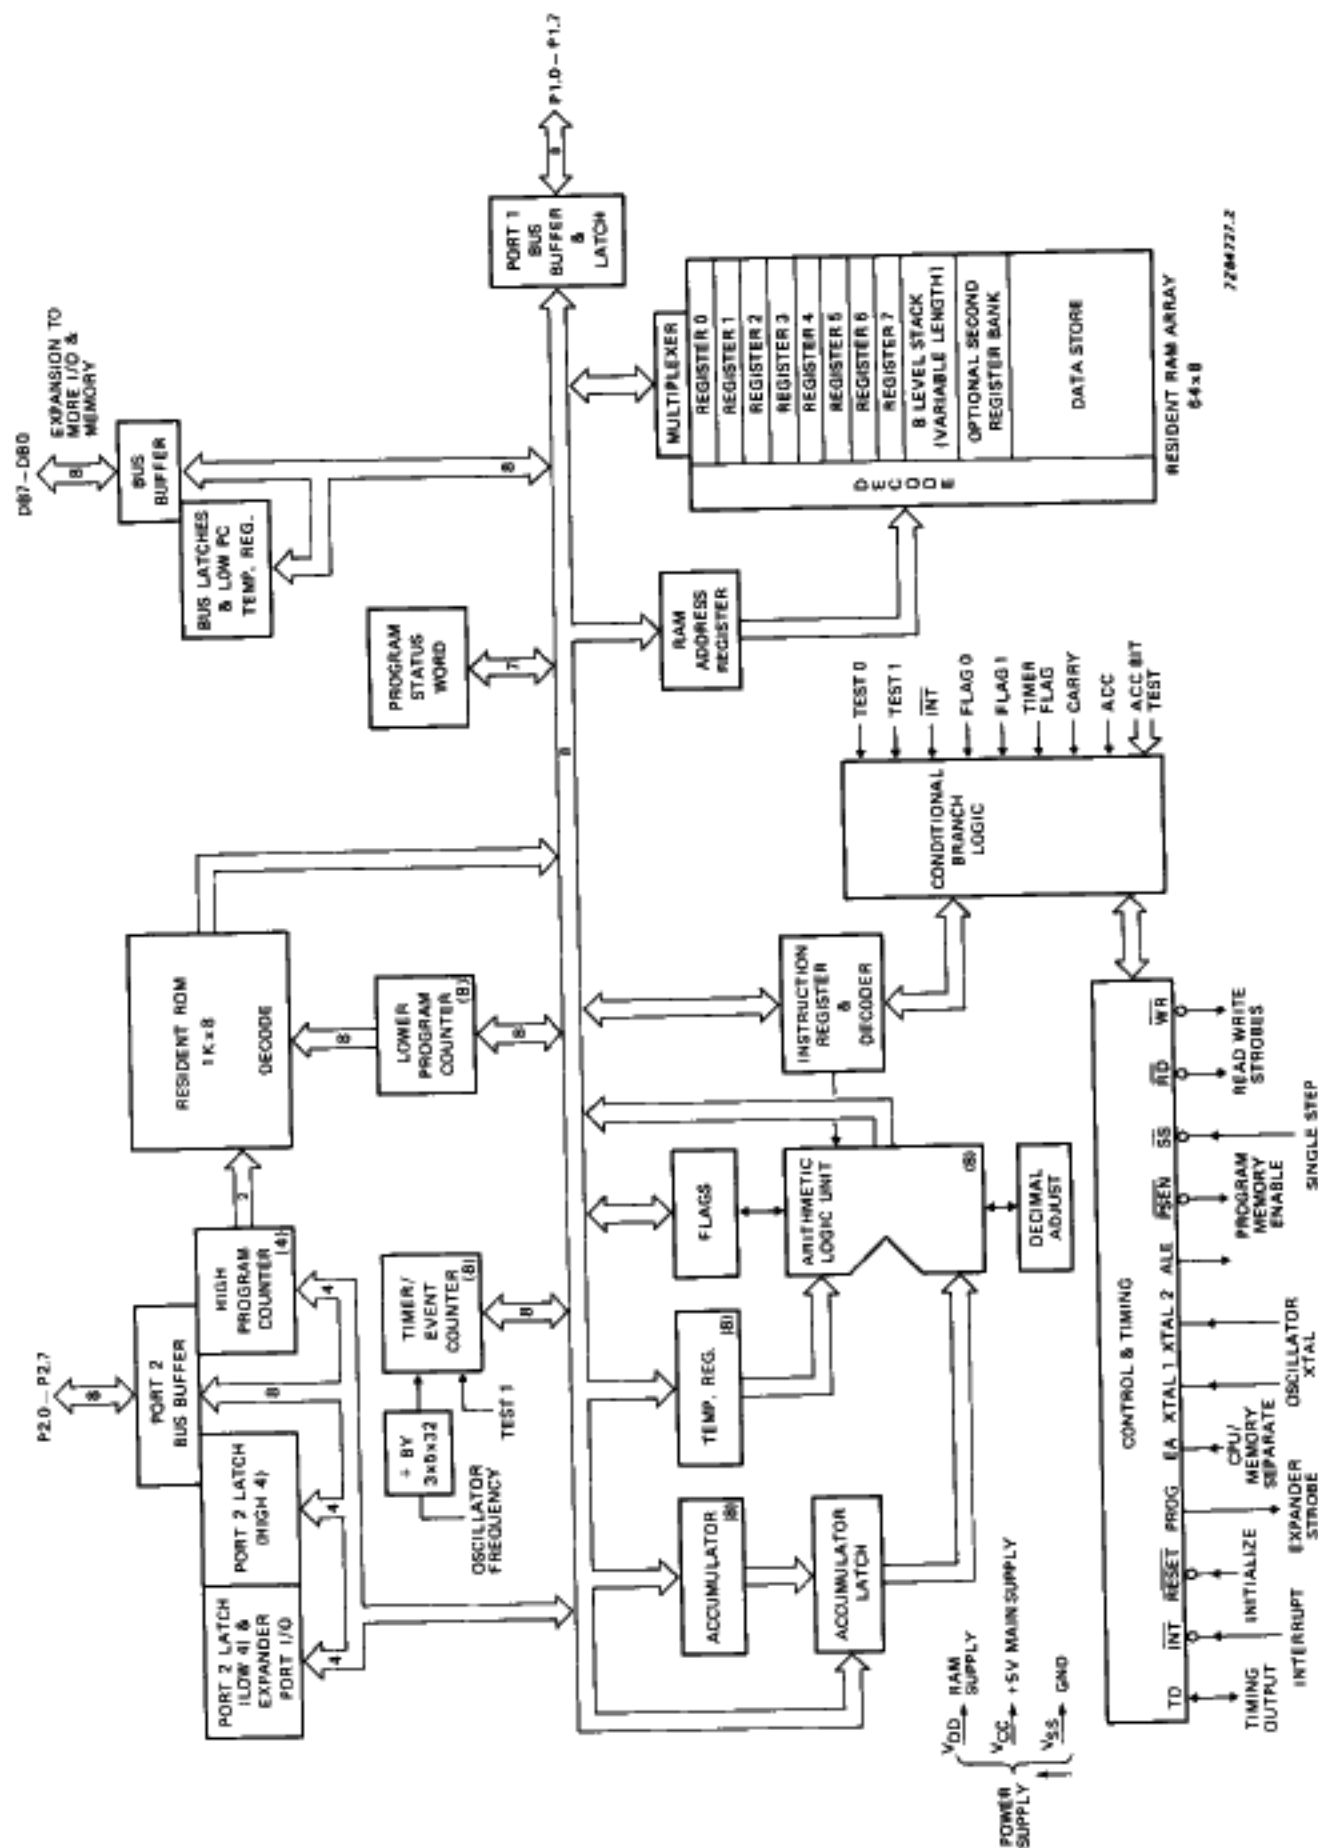 P2.0 – P2.7
8
PORT 2
BUS BUFFER
PORT 2 LATCH
(LOW 4) &
EXPANDER
PORT I/O
PORT 2 LATCH
(HIGH 4)
HIGH
PROGRAM
COUNTER
(4)
4
4
8
4
2
RESIDENT ROM
1K x 8
DECODE
8
LOWER
PROGRAM
COUNTER
(8)
8
OSCILLATOR
FREQUENCY
÷ BY
3x5x32
TEST 1
TIMER/
EVENT
COUNTER
(8)
8
PROGRAM
STATUS
WORD
7
DB7–DB0
8
EXPANSION TO
MORE I/O &
MEMORY
BUS
BUFFER
BUS LATCHES
& LOW PC
TEMP. REG.
8
8
PORT 1
BUS
BUFFER
&
LATCH
8
P1.0 – P1.7
ACCUMULATOR
(8)
ACCUMULATOR
LATCH
TEMP. REG.
(8)
FLAGS
ARITHMETIC
LOGIC UNIT
(8)
DECIMAL
ADJUST
INSTRUCTION
REGISTER
&
DECODER
RAM
ADDRESS
REGISTER
MULTIPLEXER
DECODE
REGISTER 0
REGISTER 1
REGISTER 2
REGISTER 3
REGISTER 4
REGISTER 5
REGISTER 6
REGISTER 7
8 LEVEL STACK
(VARIABLE LENGTH)
OPTIONAL SECOND
REGISTER BANK
DATA STORE
RESIDENT RAM ARRAY
64x8
CONDITIONAL
BRANCH
LOGIC
TEST 0
TEST 1
INT
FLAG 0
FLAG 1
TIMER
FLAG
CARRY
ACC
ACC BIT
TEST
POWER
SUPPLY
VDD
RAM
SUPPLY
VCC
+5V MAIN SUPPLY
VSS
GND
CONTROL & TIMING
TO
INT
RESET
PROG
EA
XTAL 1
XTAL 2
ALE
PSEN
SS
RD
WR
TIMING
OUTPUT
INTERRUPT
INITIALIZE
EXPANDER
STROBE
CPU/
MEMORY
SEPARATE
OSCILLATOR
XTAL
PROGRAM
MEMORY
ENABLE
SINGLE STEP
READ WRITE
STROBES
7284727.2